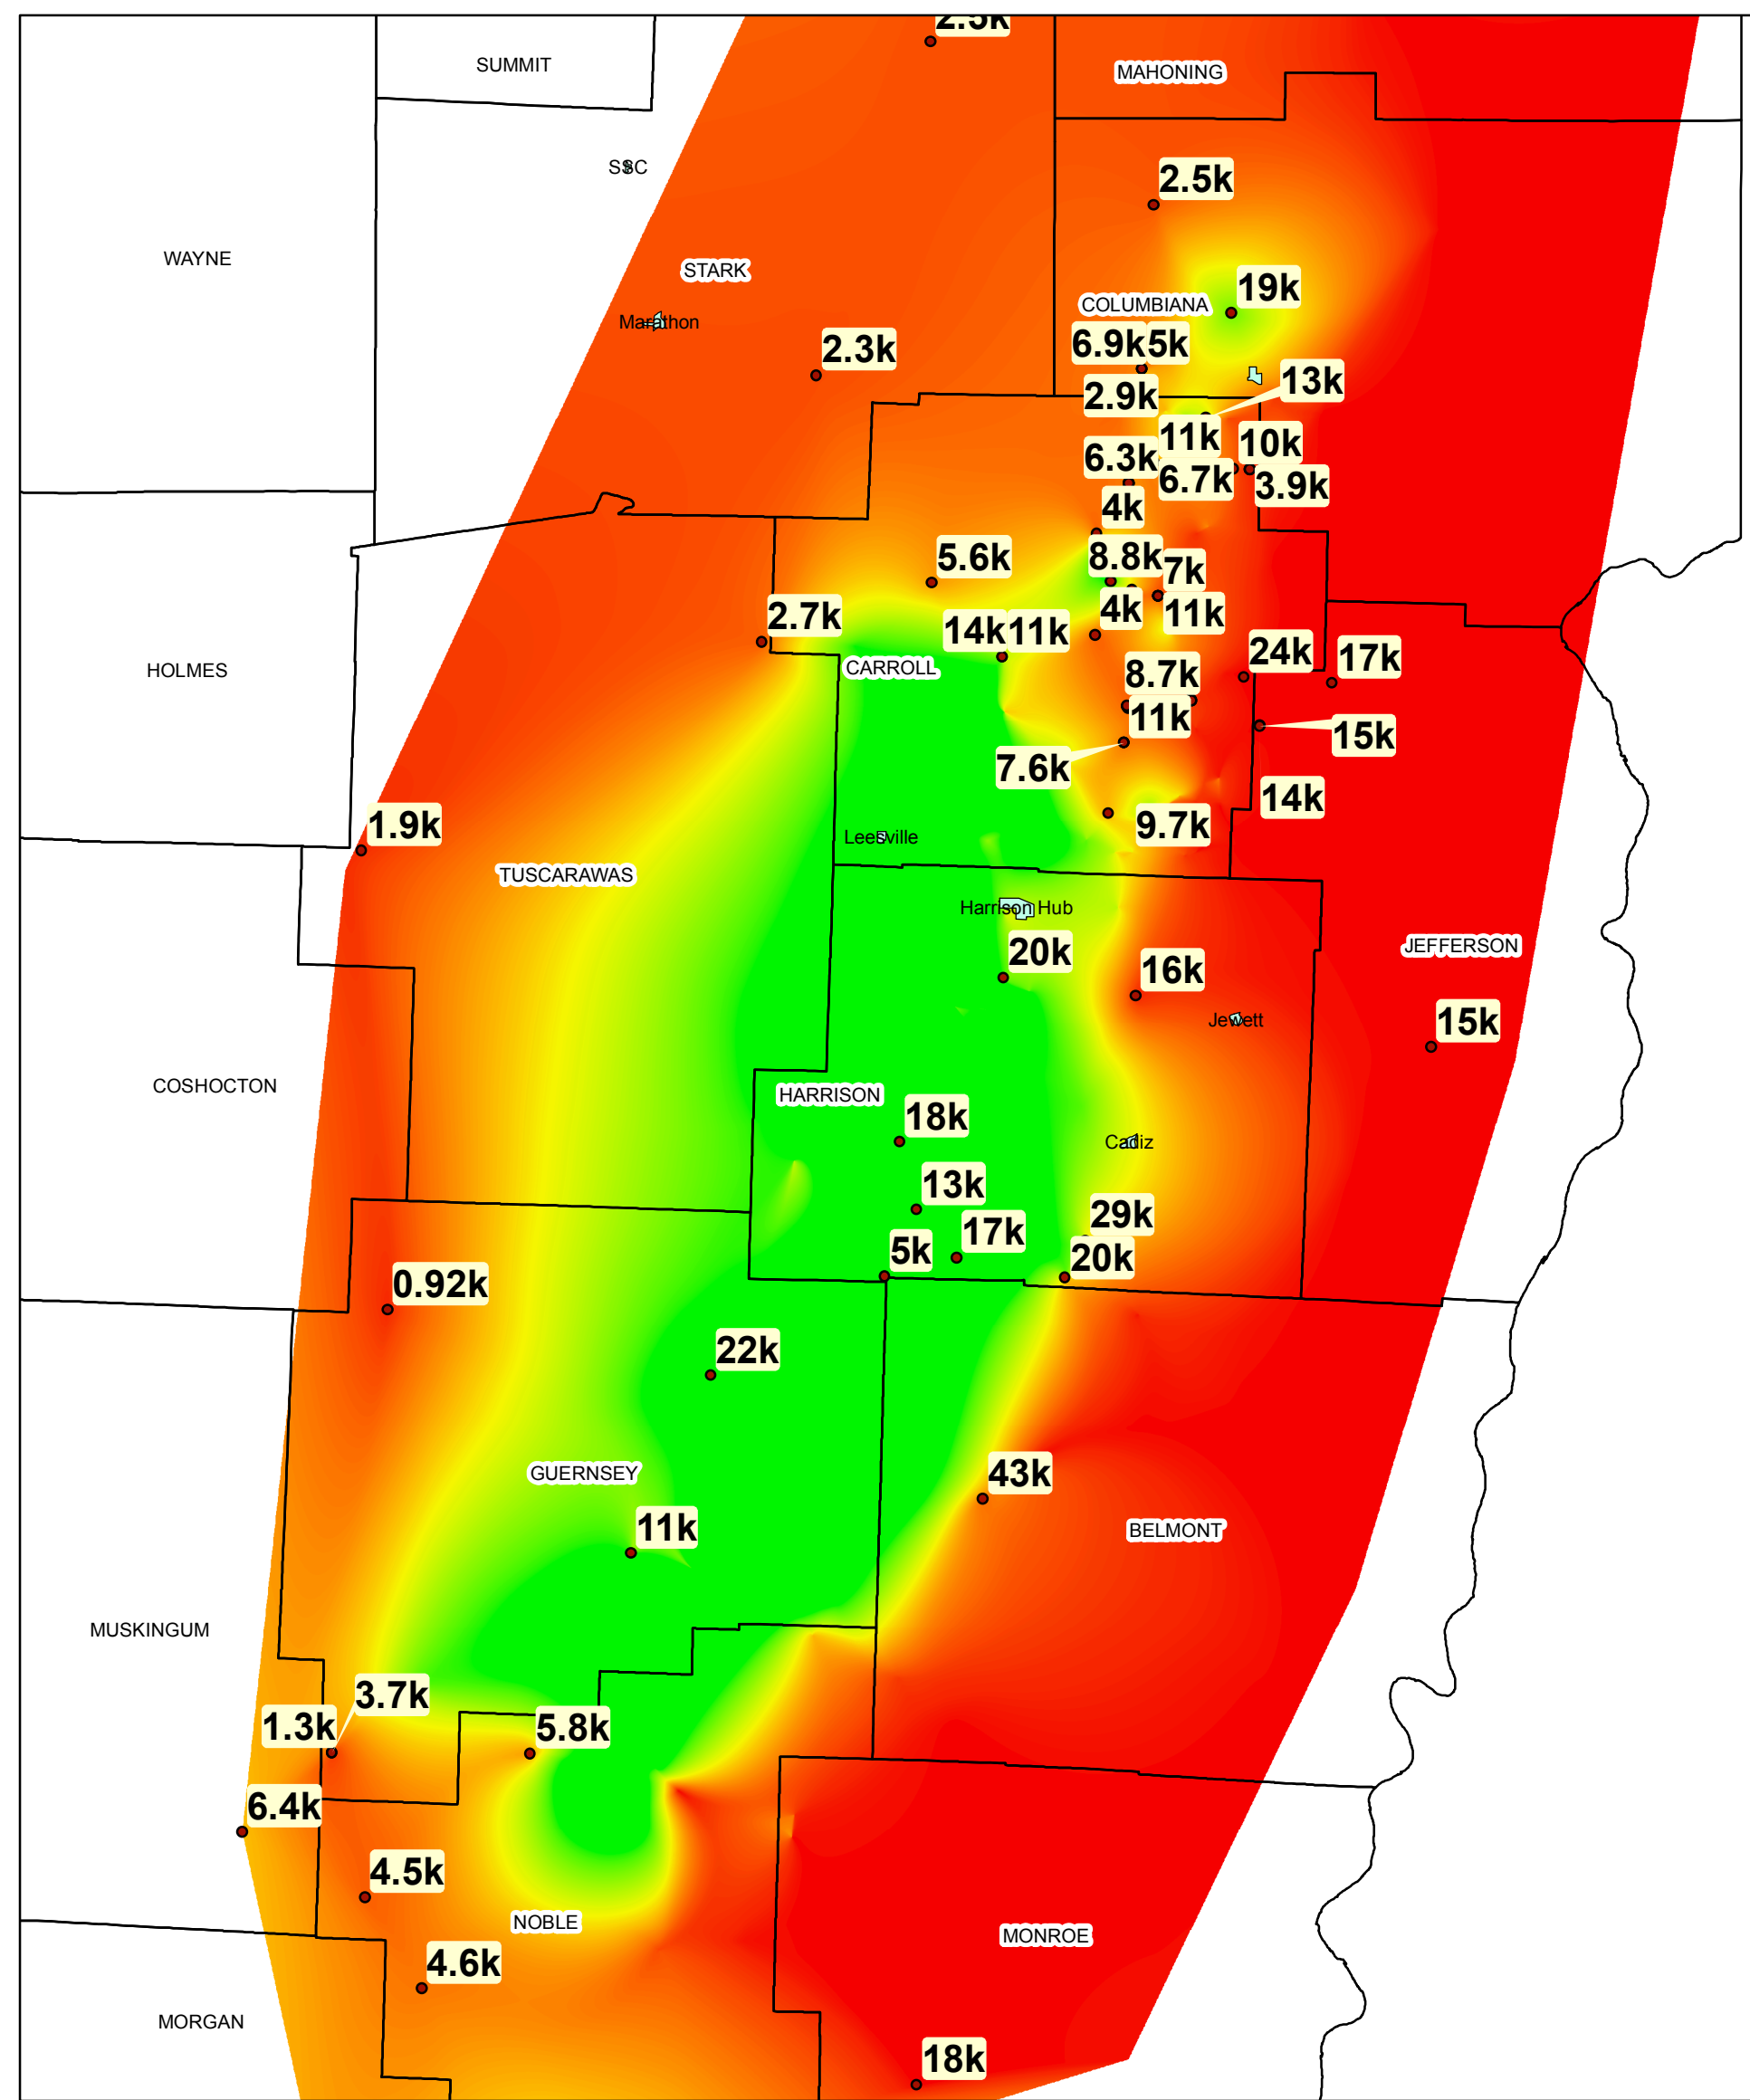 2.5k
SUMMIT
MAHONING
2.5k
WAYNE
STARK
19k
COLUMBIANA
Marathon
2.3k
6.9k
5k
13k
2.9k
11k
10k
6.3k
6.7k
3.9k
4k
5.6k
8.8k
7k
2.7k
4k
11k
14k
11k
HOLMES
CARROLL
24k
17k
8.7k
11k
15k
7.6k
14k
1.9k
9.7k
Leesville
TUSCARAWAS
Harrison Hub
JEFFERSON
20k
16k
Jewett
15k
COSHOCTON
HARRISON
18k
Cadiz
13k
29k
17k
5k
20k
0.92k
22k
GUERNSEY
43k
11k
BELMONT
MUSKINGUM
3.7k
1.3k
5.8k
6.4k
4.5k
NOBLE
MONROE
4.6k
MORGAN
18k